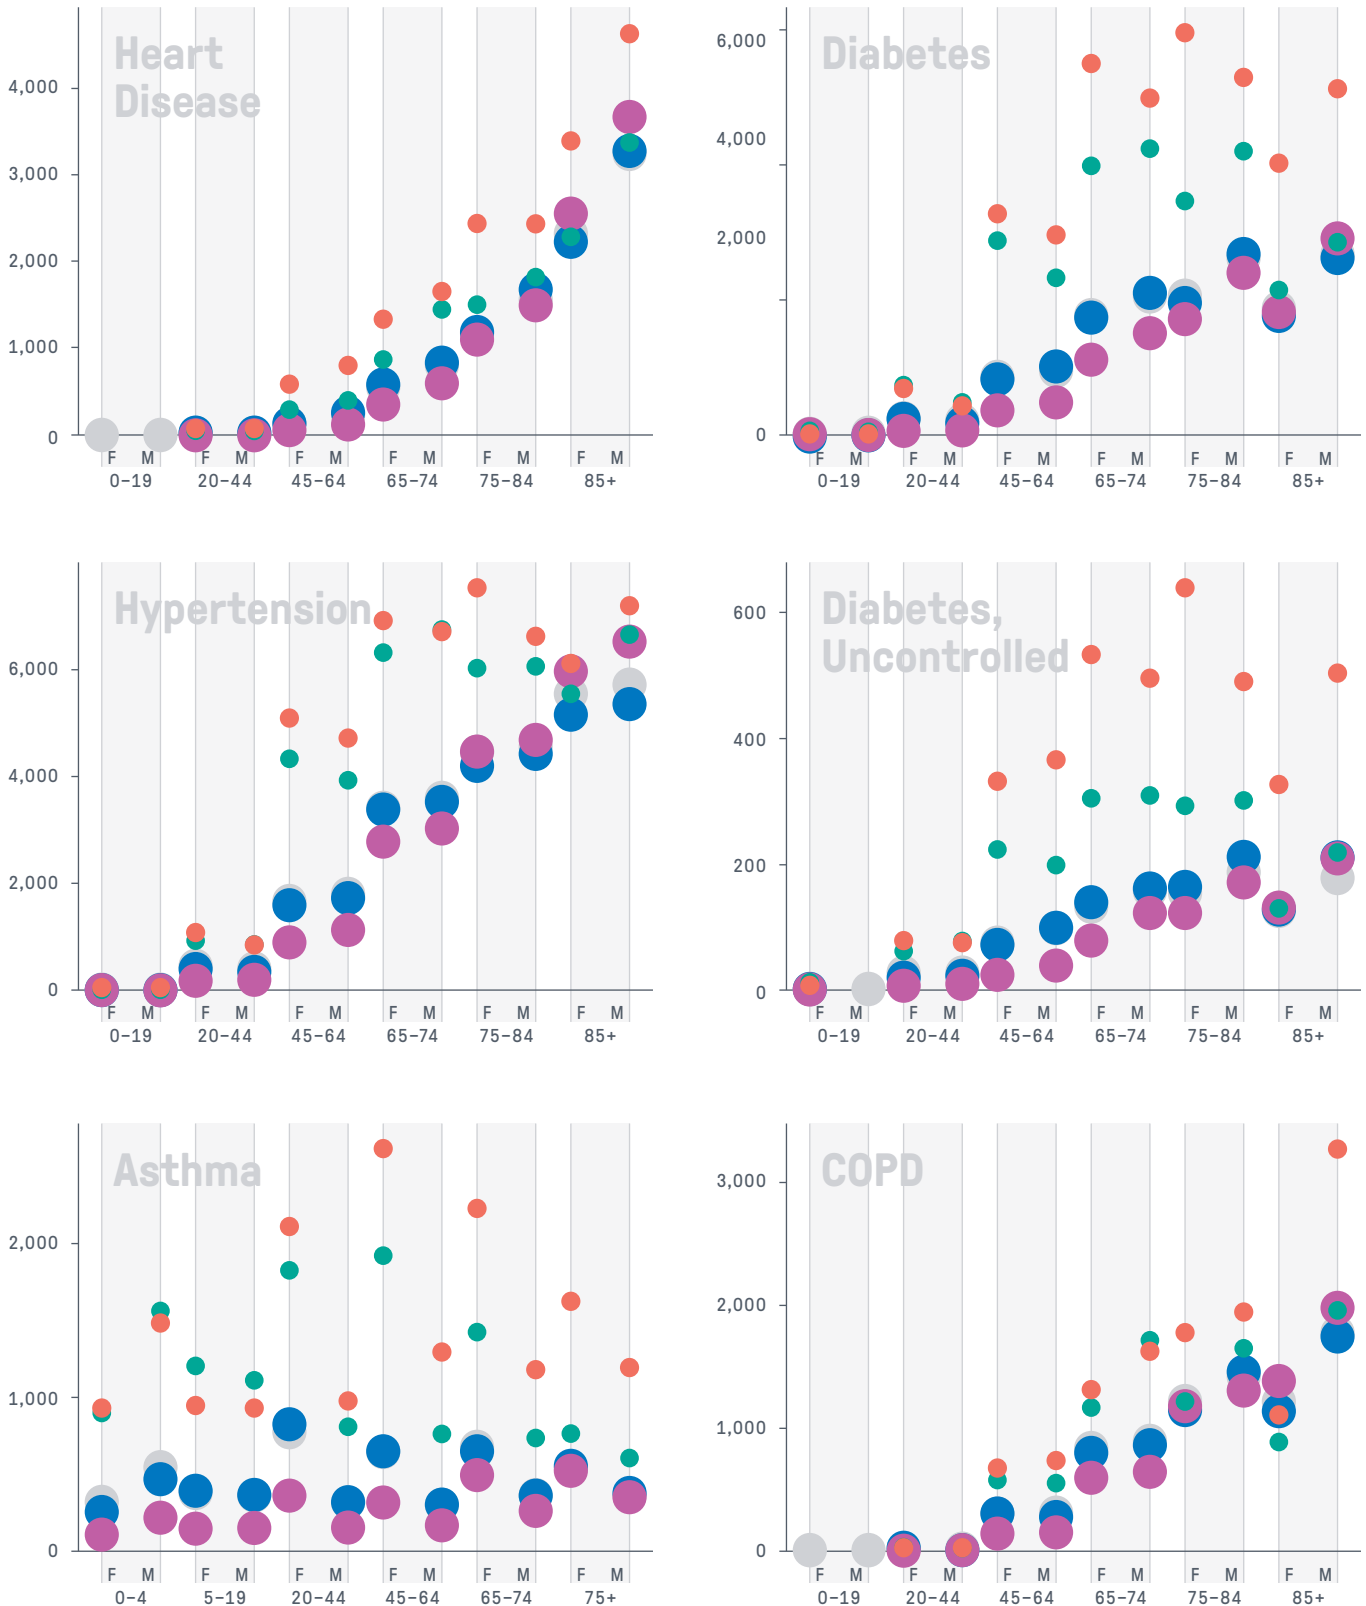 Heart
Disease
4,000
3,000
2,000
1,000
0
F M F M F M F M F M F M
0–19 20–44 45–64 65–74 75–84 85+
Diabetes
6,000
4,000
2,000
0
F M F M F M F M F M F M
0–19 20–44 45–64 65–74 75–84 85+
Hypertension
6,000
4,000
2,000
0
F M F M F M F M F M F M
0–19 20–44 45–64 65–74 75–84 85+
Diabetes,
Uncontrolled
600
400
200
0
F M F M F M F M F M F M
0–19 20–44 45–64 65–74 75–84 85+
Asthma
2,000
1,000
0
F M F M F M F M F M F M
0–4 5–19 20–44 45–64 65–74 75+
COPD
3,000
2,000
1,000
0
F M F M F M F M F M F M
0–19 20–44 45–64 65–74 75–84 85+